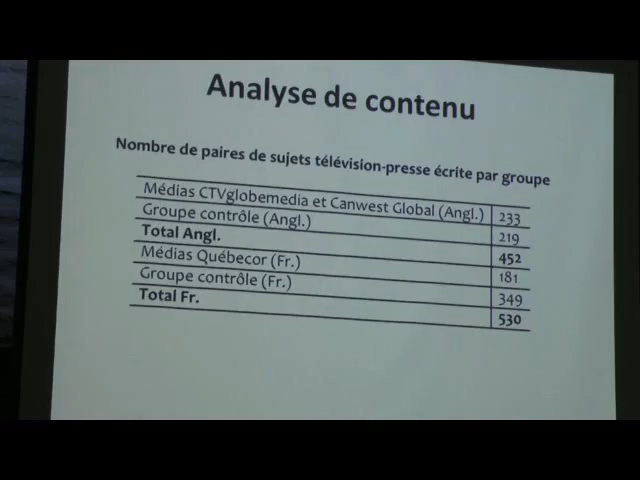 Analyse de contenu
Nombre de paires de sujets télévision-presse écrite par groupe
Médias CTVglobemedia et Canwest Global (Angl.) 233
Groupe contrôle (Angl.) 219
Total Angl. 452
Médias Québecor (Fr.) 181
Groupe contrôle (Fr.) 349
Total Fr. 530